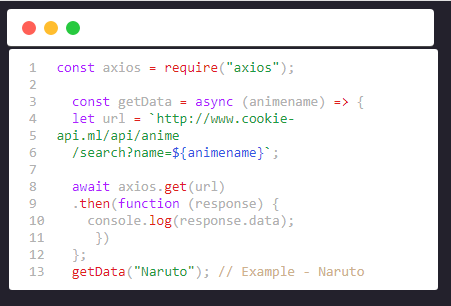 1 const axios = require("axios");
2
3 const getData = async (animename) => {
4 let url = `http://www.cookie-
5 api.ml/api/anime
6 /search?name=${animename}`;
7
8 await axios.get(url)
9 .then(function (response) {
10 console.log(response.data);
11 })
12 };
13 getData("Naruto"); // Example - Naruto